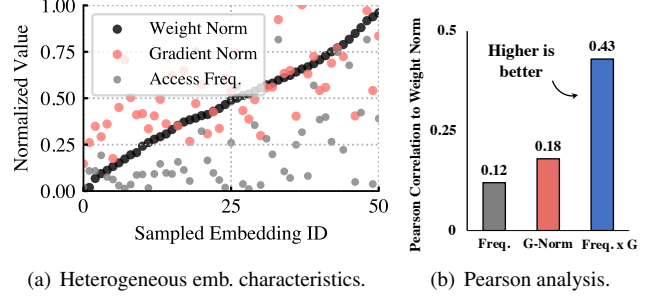 Normalized Value
1.00
0.75
0.50
0.25
0.00
Weight Norm
Gradient Norm
Access Freq.
0
25
50
Sampled Embedding ID
(a) Heterogeneous emb. characteristics.
Pearson Correlation to Weight Norm
0.5
0.25
0
Higher is
better
0.12
0.18
0.43
Freq.
G-Norm
Freq. x G
(b) Pearson analysis.